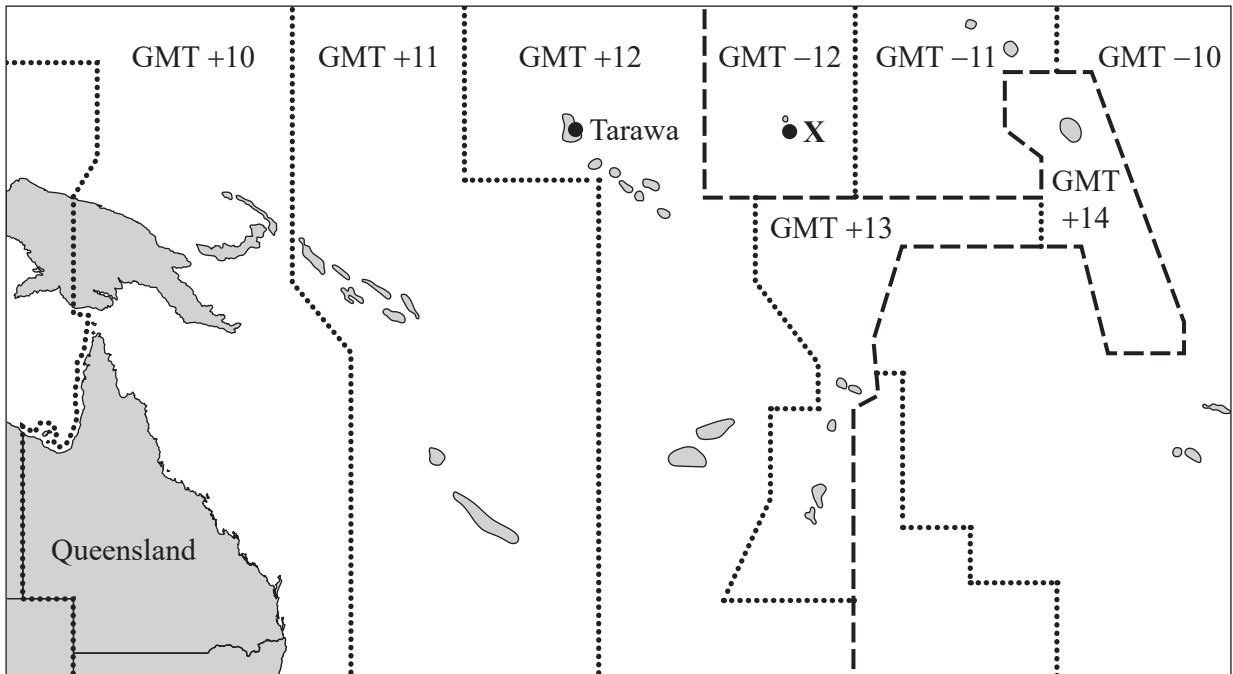 GMT +10
GMT +11
GMT +12
GMT −12
GMT −11
GMT −10
Tarawa
X
GMT
+14
GMT +13
Queensland